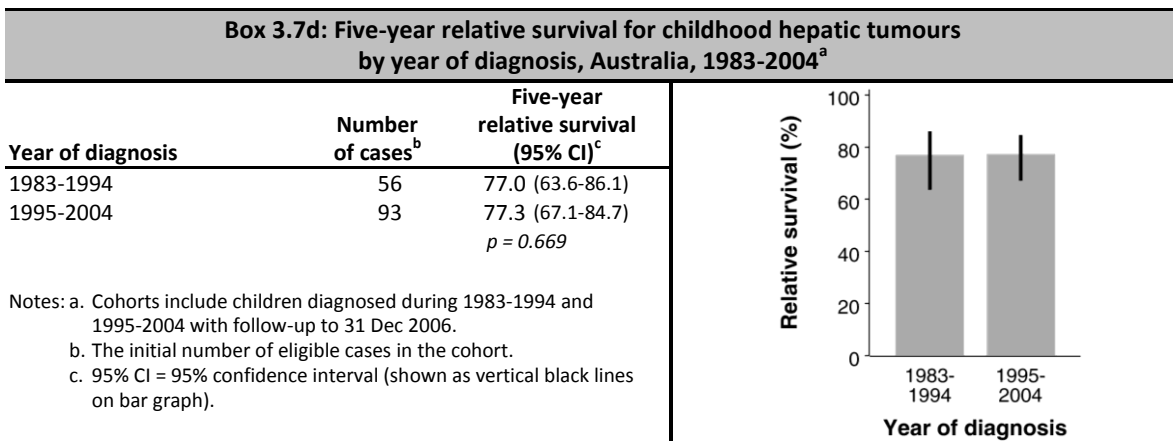 Box 3.7d: Five-year relative survival for childhood hepatic tumours
by year of diagnosis, Australia, 1983-2004a
Year of diagnosis
Number
of casesb
Five-year
relative survival
(95% CI)c
1983-1994 56 77.0 (63.6-86.1)
1995-2004 93 77.3 (67.1-84.7)
p = 0.669
Notes: a. Cohorts include children diagnosed during 1983-1994 and
1995-2004 with follow-up to 31 Dec 2006.
b. The initial number of eligible cases in the cohort.
c. 95% CI = 95% confidence interval (shown as vertical black lines
on bar graph).
Relative survival (%)
100
80
60
40
20
0
1983-
1994
1995-
2004
Year of diagnosis